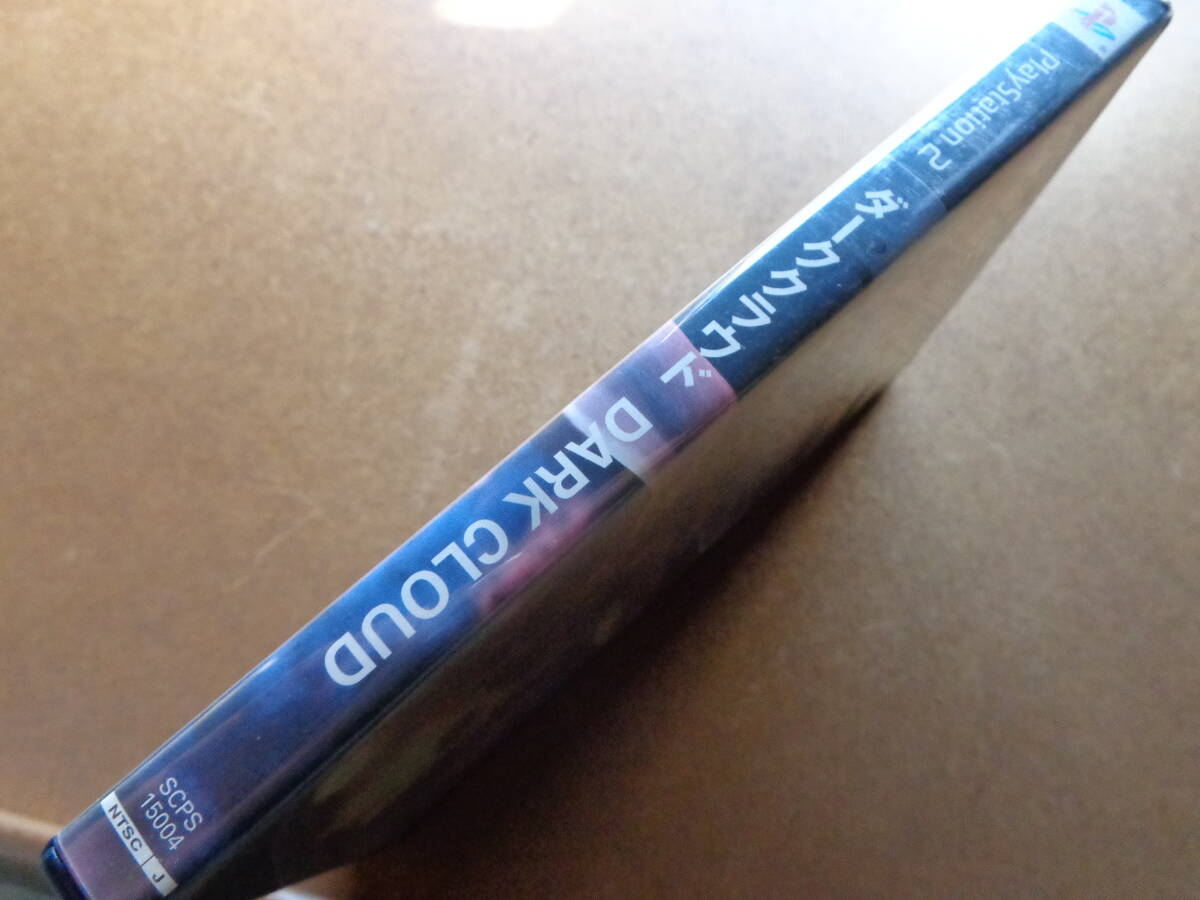 PlayStation 2
ダーククラウド DARK CLOUD
SCPS
15004
NTSC J